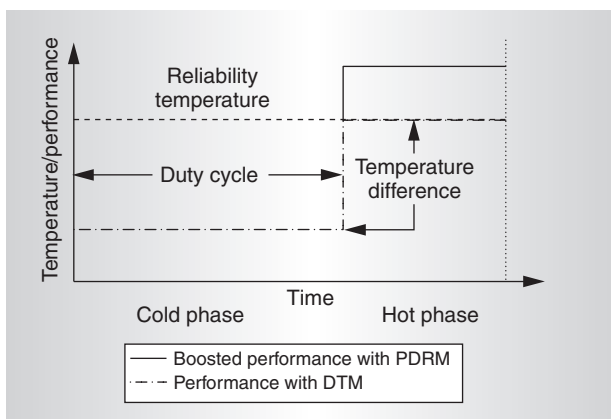 Temperature/performance
Reliability
temperature
Duty cycle
Temperature
difference
Time
Cold phase
Hot phase
Boosted performance with PDRM
Performance with DTM